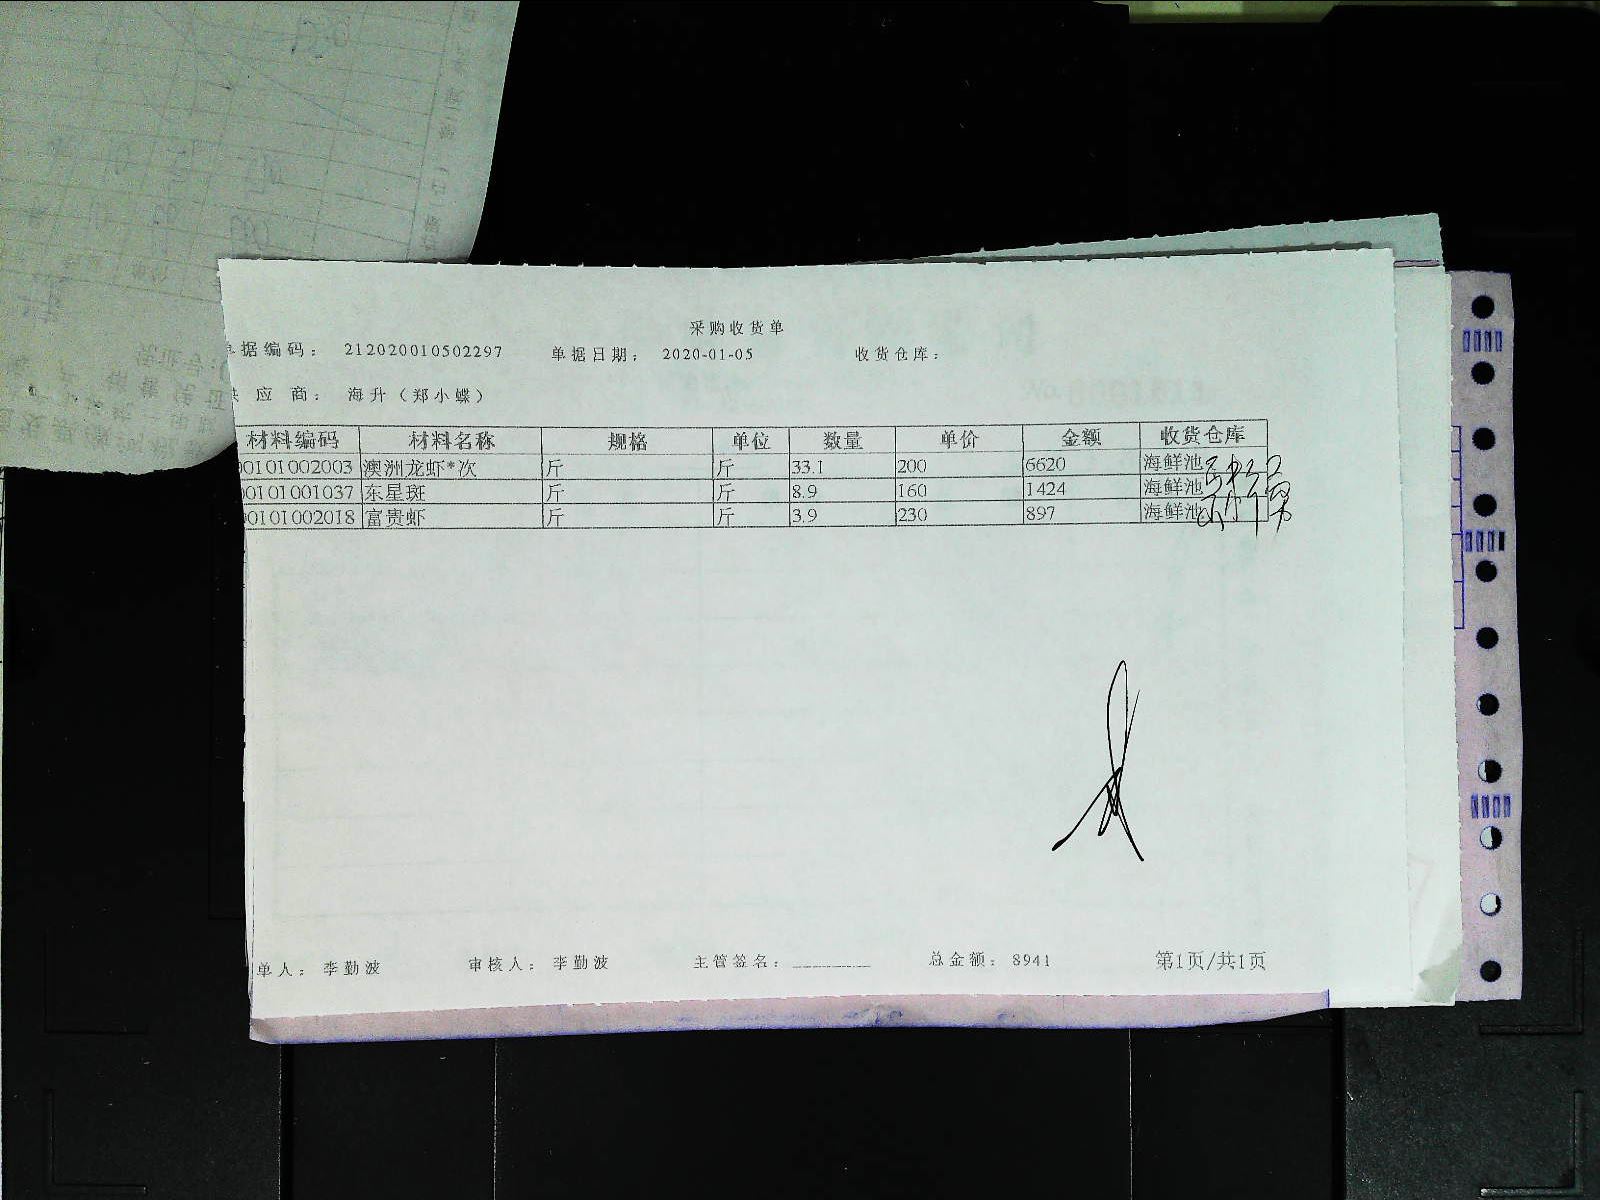 采购收货单
据编码： 212020010502297 单据日期： 2020-01-05 收货仓库：
应 商： 海升（郑小蝶）
材料编码 材料名称 规格 单位 数量 单价 金额 收货仓库
00101002003 澳洲龙虾*次 斤 斤 33.1 200 6620 海鲜池
00101001037 东星斑 斤 斤 8.9 160 1424 海鲜池
00101002018 富贵虾 斤 斤 3.9 230 897 海鲜池
单人： 李勤波 审核人： 李勤波 主管签名：________ 总金额： 8941 第1页/共1页